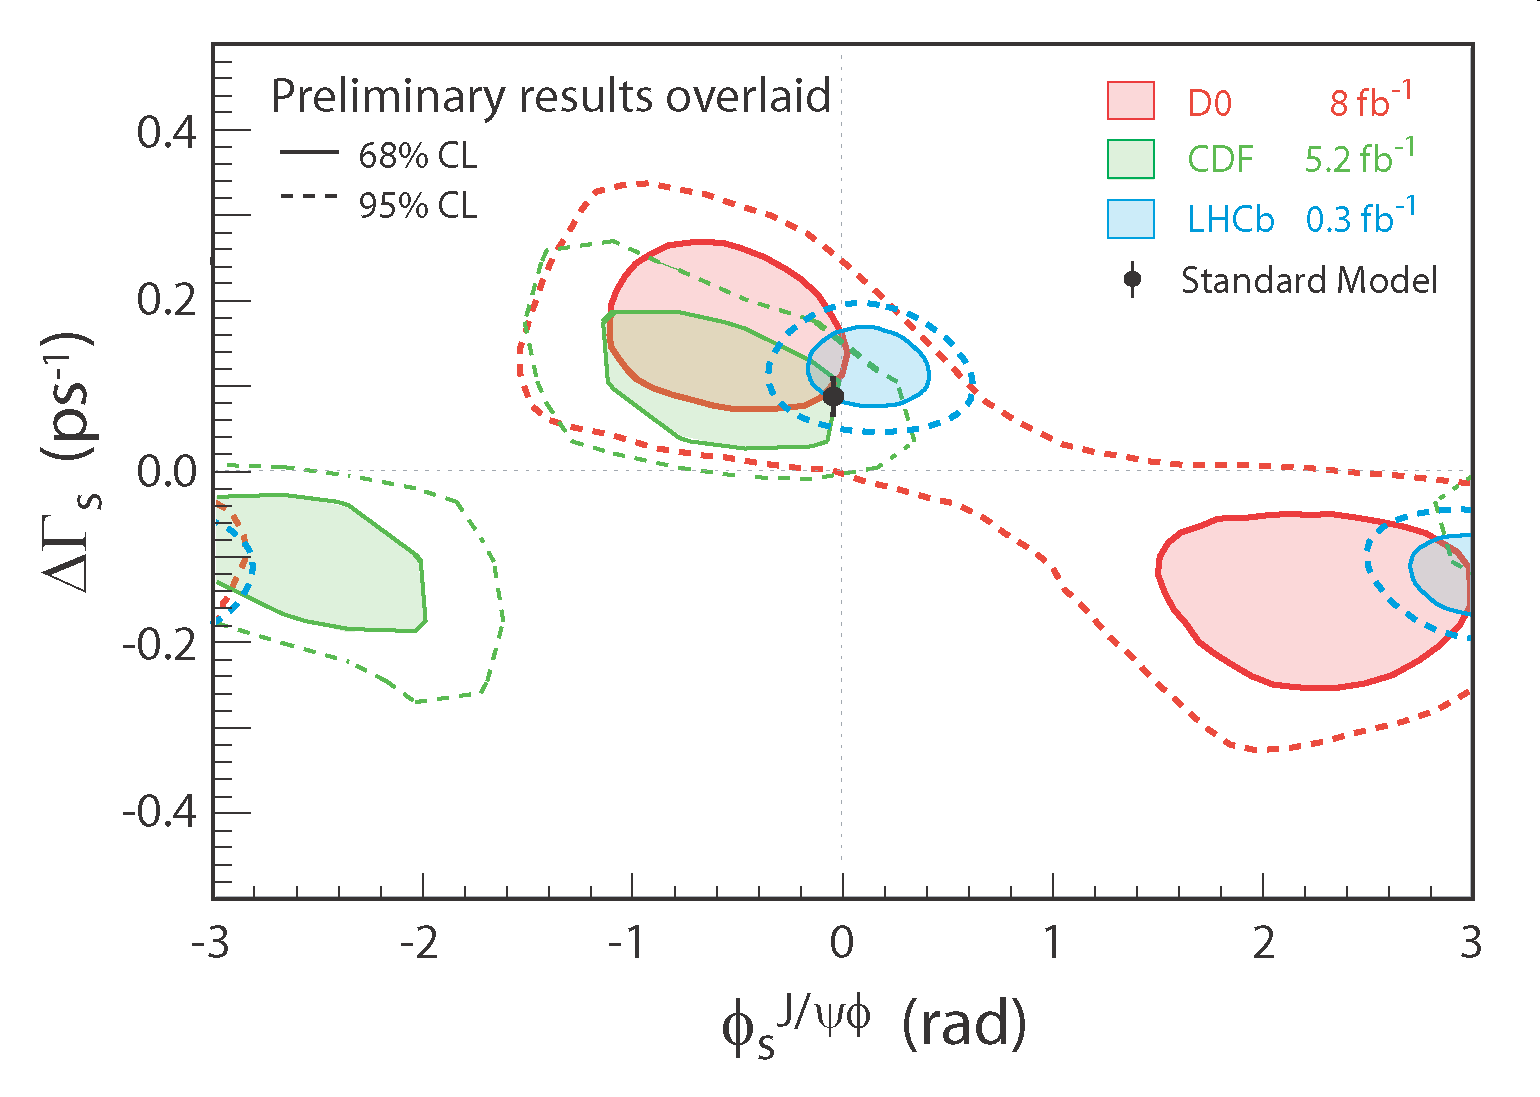 Preliminary results overlaid
68% CL
95% CL
D0 8 fb⁻¹
CDF 5.2 fb⁻¹
LHCb 0.3 fb⁻¹
Standard Model
0.4
0.2
0.0
-0.2
-0.4
ΔΓs (ps⁻¹)
-3 -2 -1 0 1 2 3
ϕs J/ψϕ (rad)